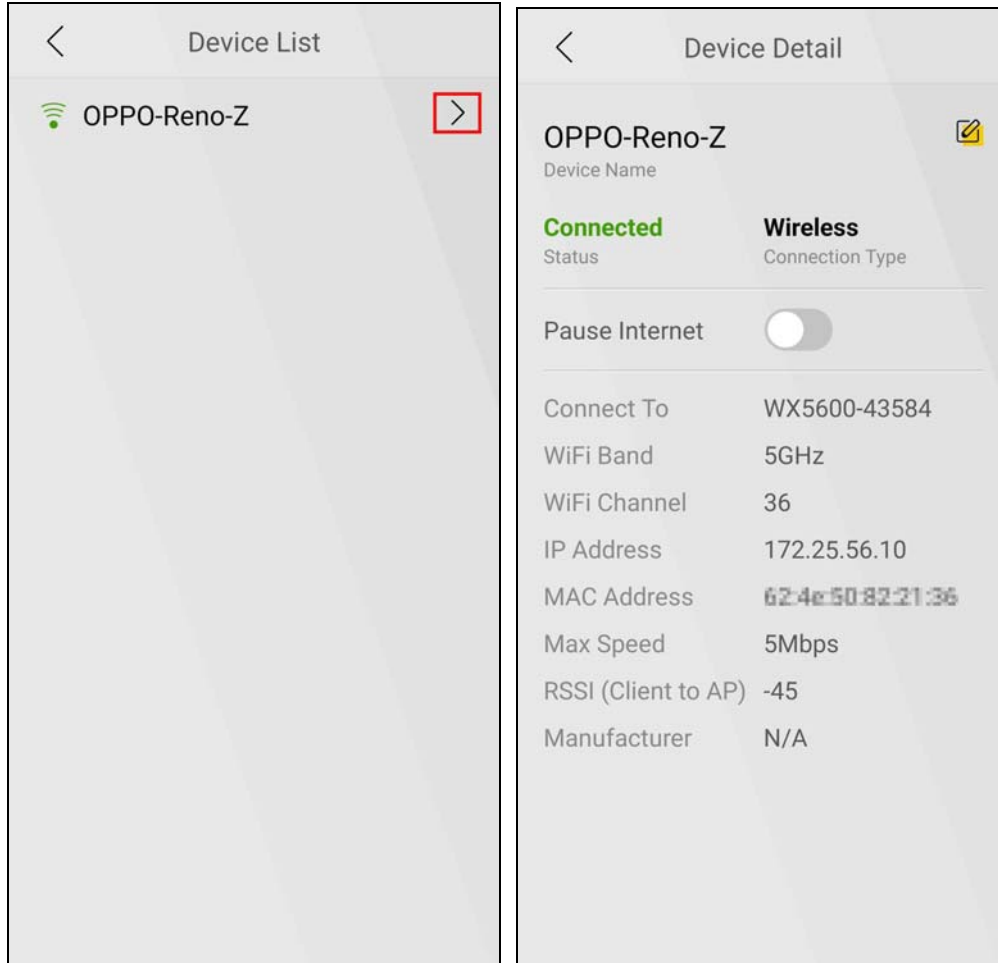 Device List
OPPO-Reno-Z
Device Detail
OPPO-Reno-Z
Device Name
Connected Wireless
Status Connection Type
Pause Internet
Connect To WX5600-43584
WiFi Band 5GHz
WiFi Channel 36
IP Address 172.25.56.10
MAC Address
Max Speed 5Mbps
RSSI (Client to AP) -45
Manufacturer N/A